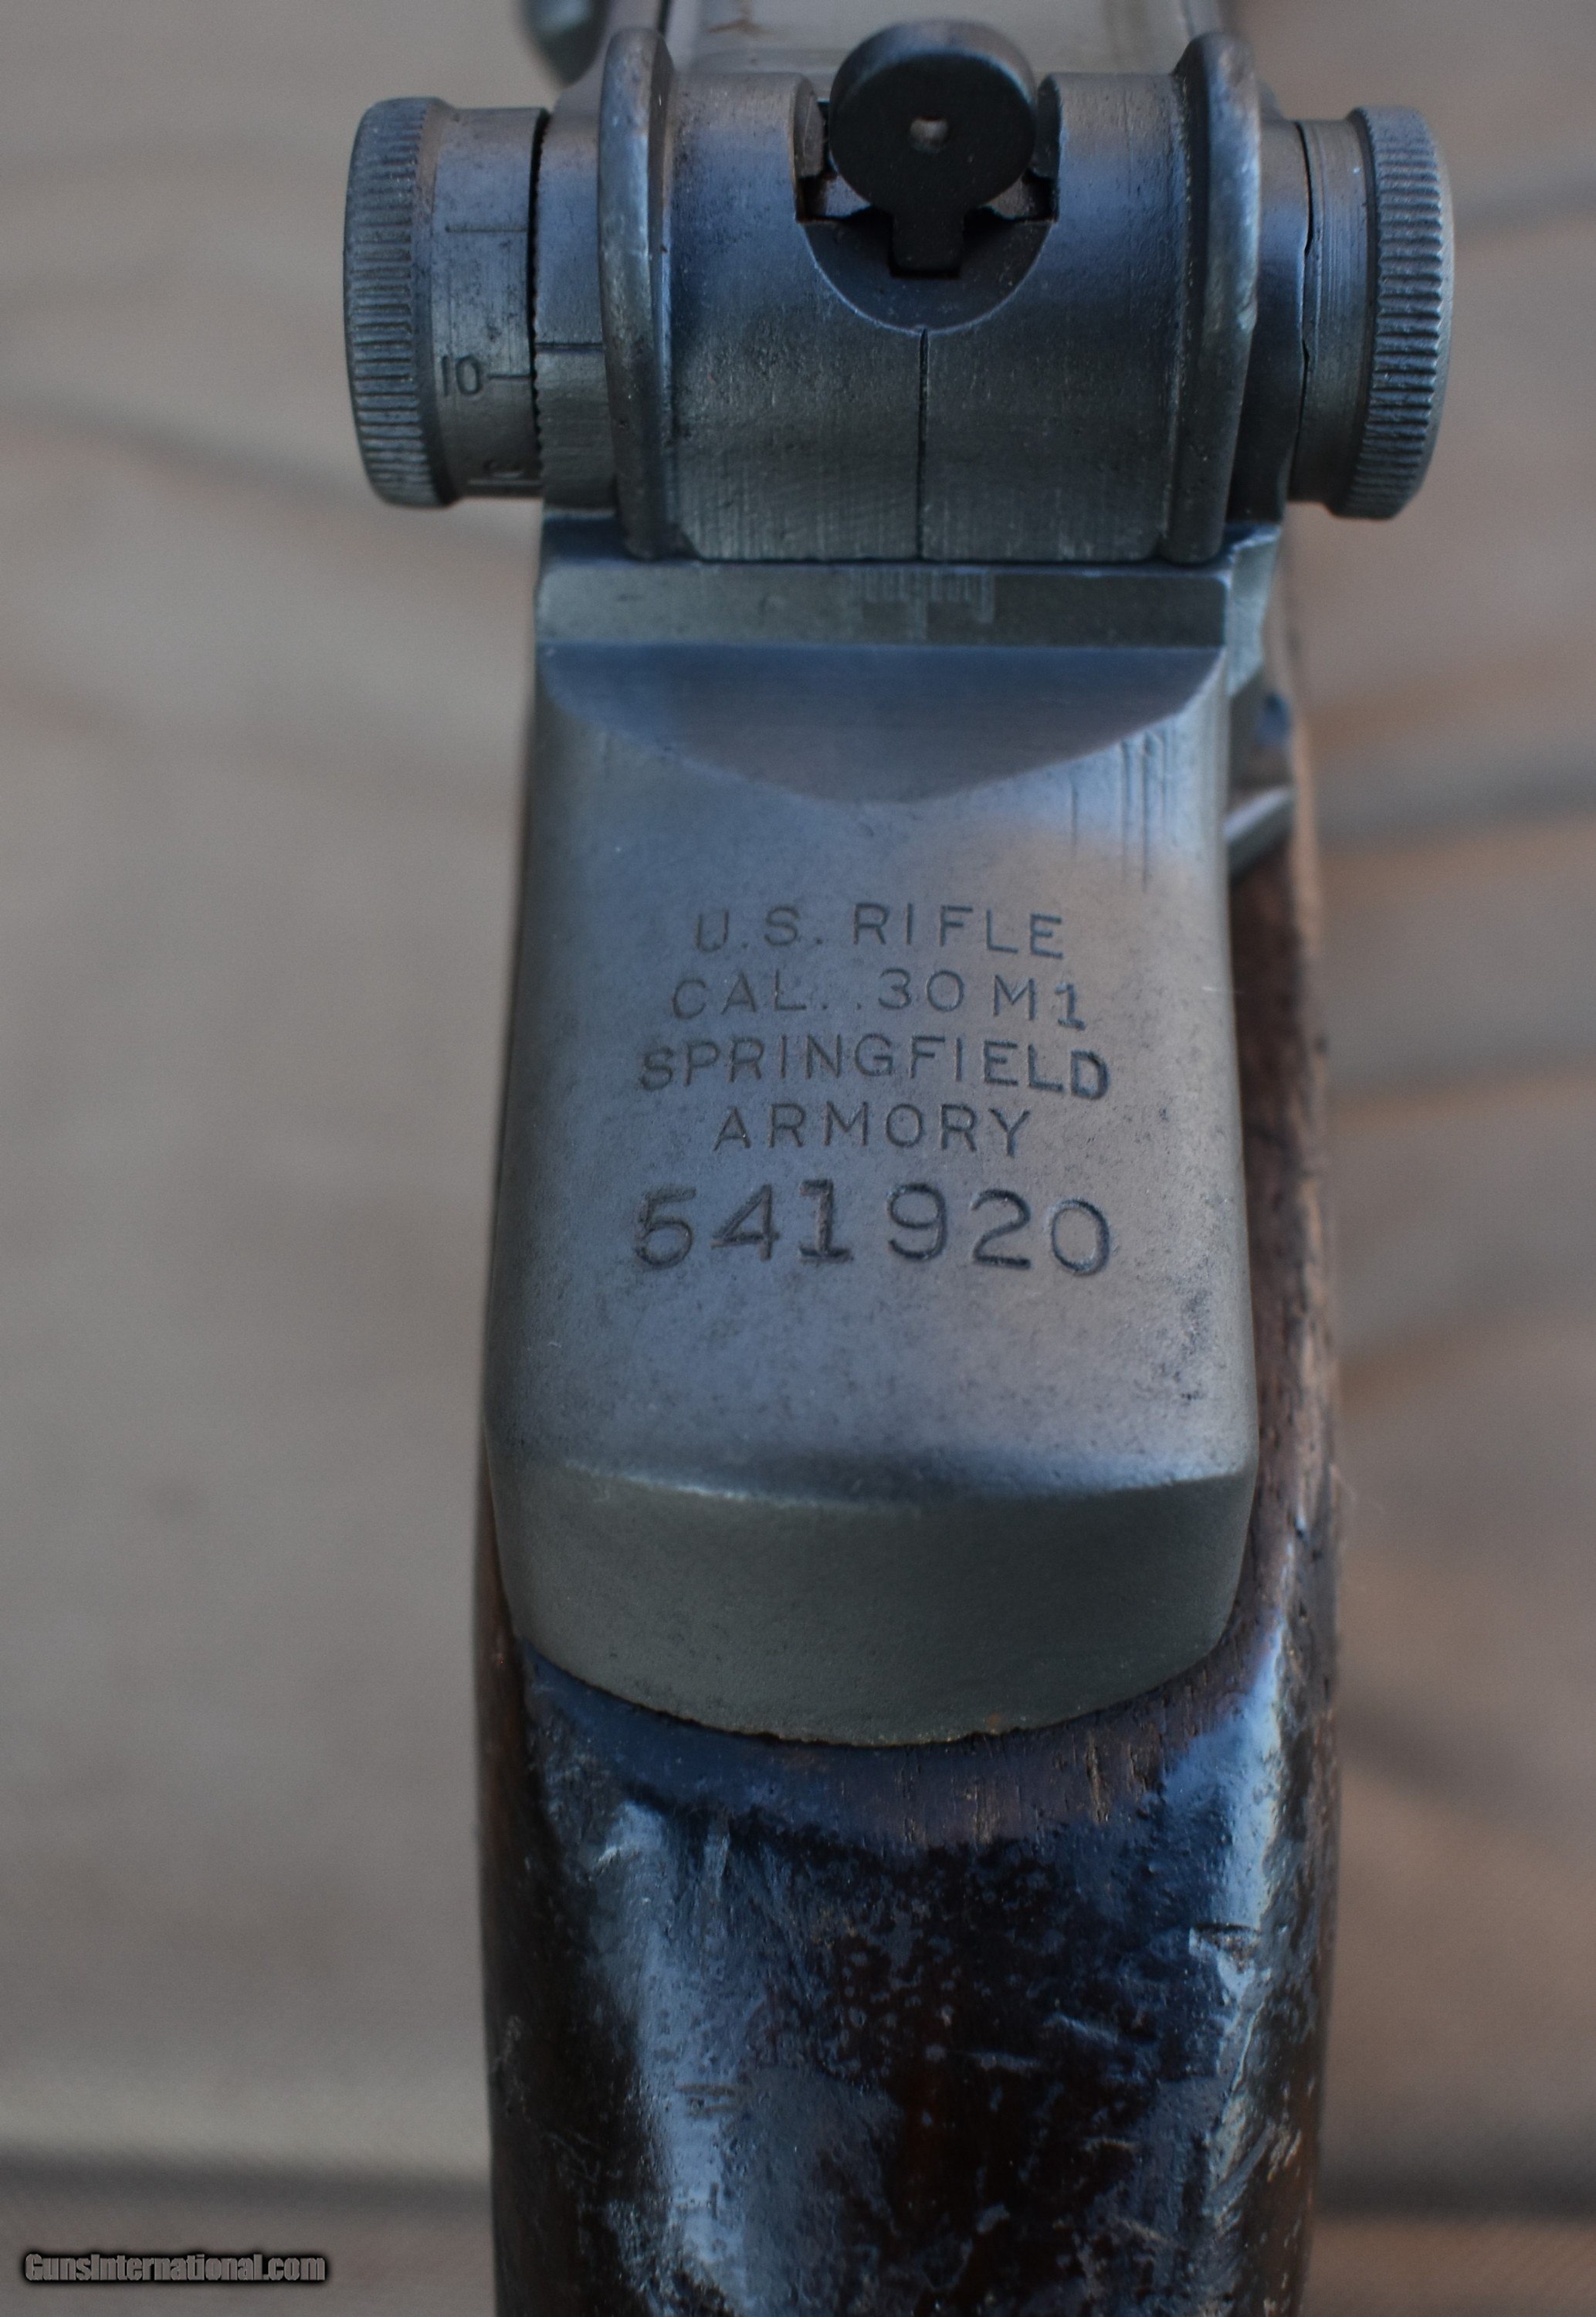 10
U.S. RIFLE
CAL. .30 M1
SPRINGFIELD
ARMORY
541920
GunsInternational.com